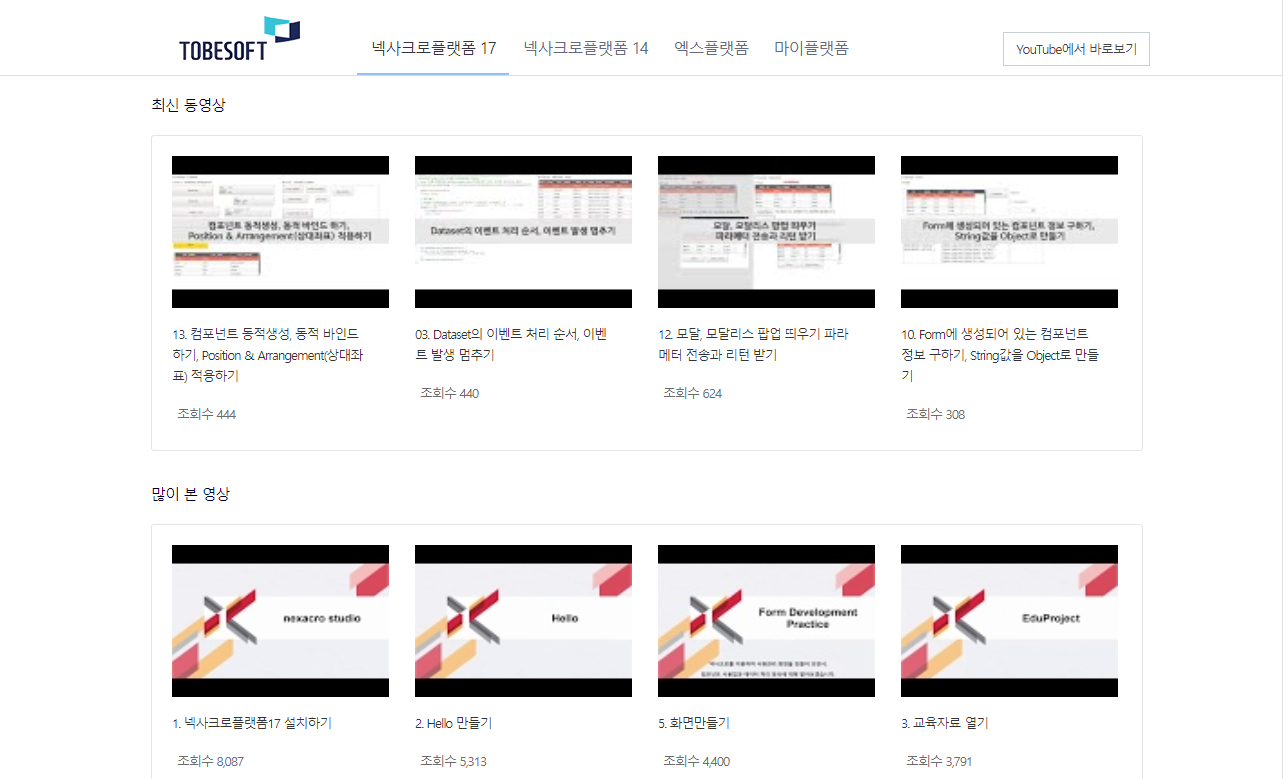 TOBESOFT
넥사크로플랫폼 17
넥사크로플랫폼 14
엑스플랫폼
마이플랫폼
YouTube에서 바로보기
최신 동영상
컴포넌트 동적생성, 동적 바인드 하기,
Position & Arrangement(상대좌표) 적용하기
Dataset의 이벤트 처리 순서, 이벤트 발생 멈추기
모달, 모달리스 팝업 띄우기
파라메터 전송과 리턴 받기
Form에 생성되어 있는 컴포넌트 정보 구하기,
String값을 Object로 만들기
13. 컴포넌트 동적생성, 동적 바인드
하기, Position & Arrangement(상대좌
표) 적용하기
조회수 444
03. Dataset의 이벤트 처리 순서, 이벤
트 발생 멈추기
조회수 440
12. 모달, 모달리스 팝업 띄우기 파라
메터 전송과 리턴 받기
조회수 624
10. Form에 생성되어 있는 컴포넌트
정보 구하기, String값을 Object로 만들
기
조회수 308
많이 본 영상
nexacro studio
Hello
Form Development
Practice
EduProject
1. 넥사크로플랫폼17 설치하기
조회수 8,087
2. Hello 만들기
조회수 5,313
5. 화면만들기
조회수 4,400
3. 교육자료 열기
조회수 3,791